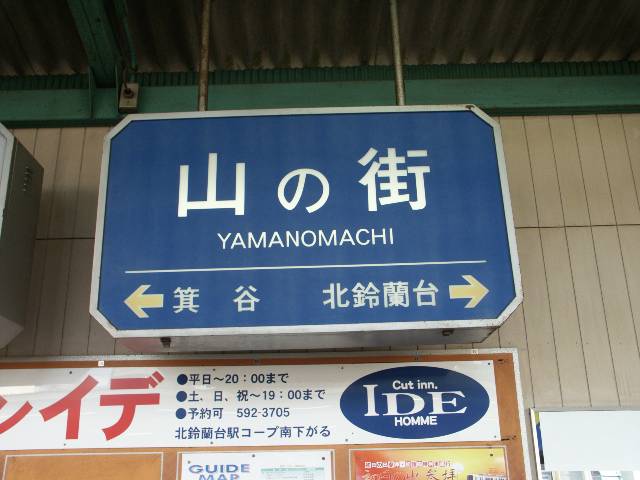 山の街
YAMANOMACHI
箕谷 北鈴蘭台
イデ
●平日～20：00まで
●土、日、祝～19：00まで
●予約可 592-3705
北鈴蘭台駅コープ南下がる
Cut inn.
IDE
HOMME
GUIDE
MAP